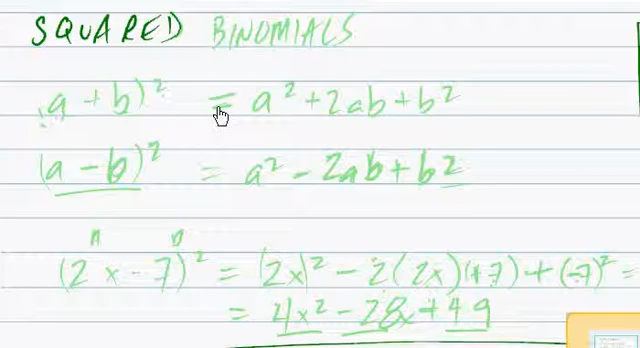 SQUARED BINOMIALS
(a + b)² = a² + 2ab + b²
(a - b)² = a² - 2ab + b²
A B
(2x - 7)² = (2x)² - 2(2x)(+7) + (-7)² =
= 4x² - 28x + 49